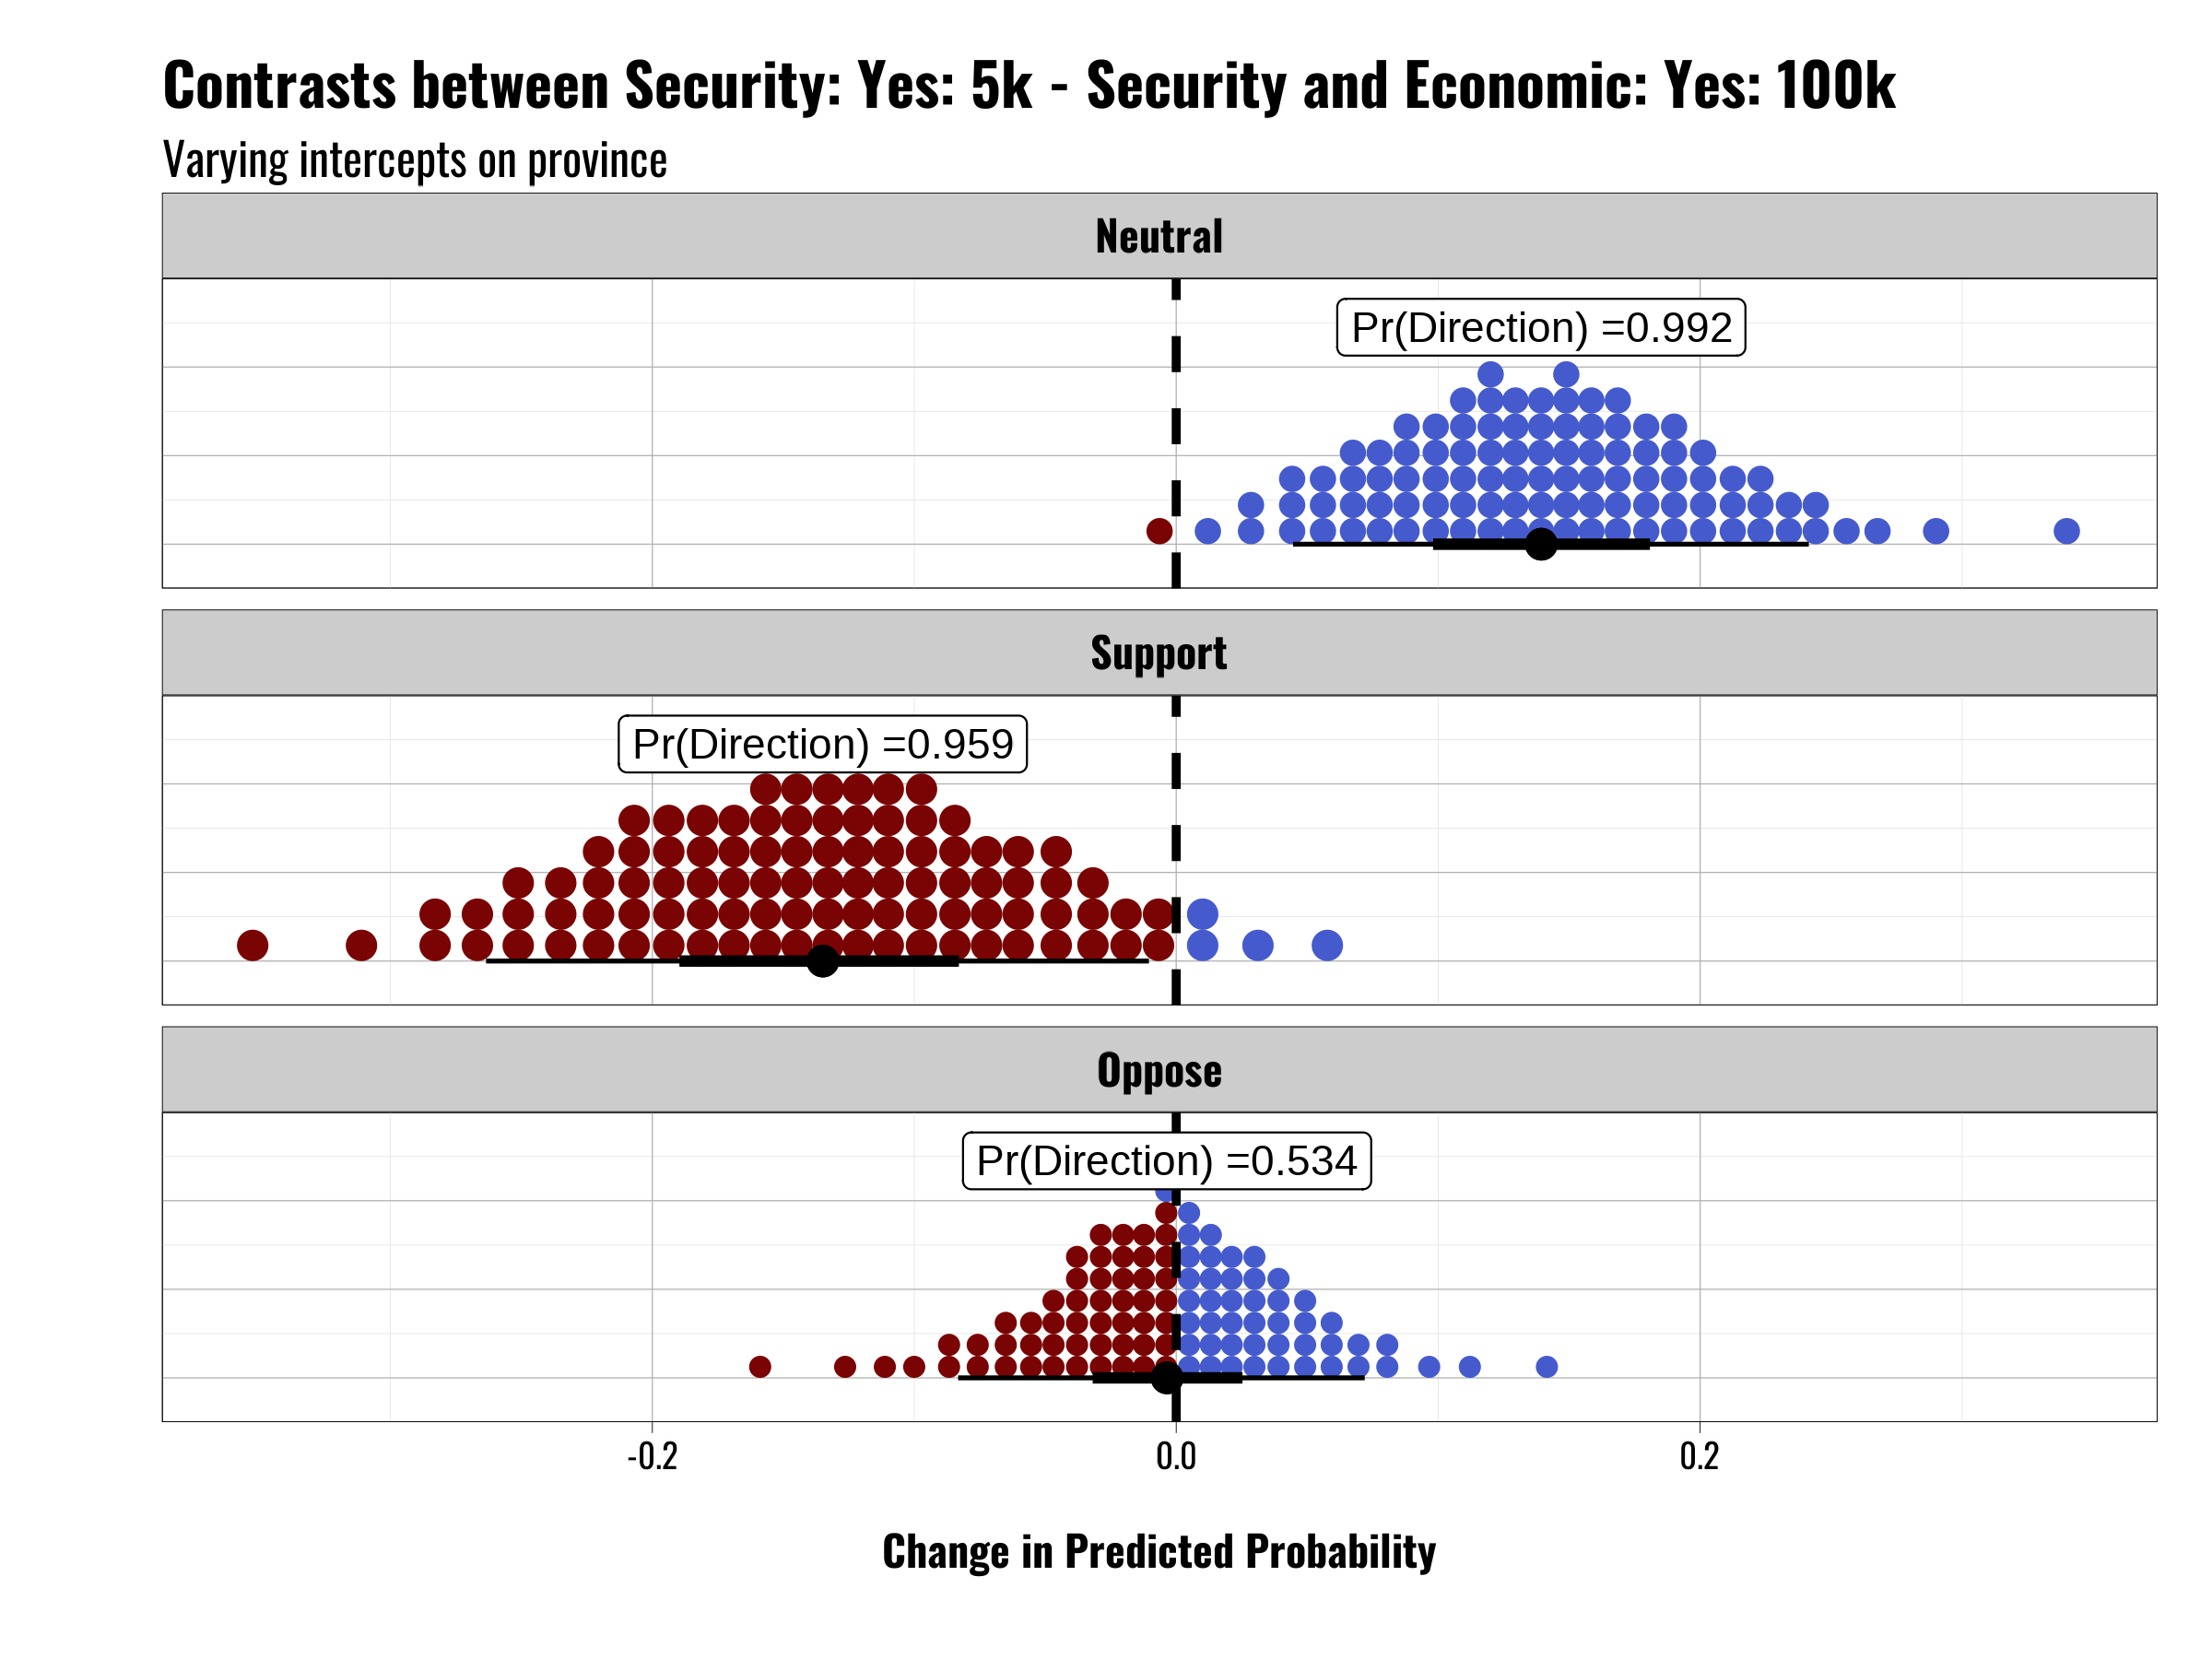 Contrasts between Security: Yes: 5k - Security and Economic: Yes: 100k
Varying intercepts on province
Neutral
Pr(Direction) =0.992
Support
Pr(Direction) =0.959
Oppose
Pr(Direction) =0.534
-0.2 0.0 0.2
Change in Predicted Probability